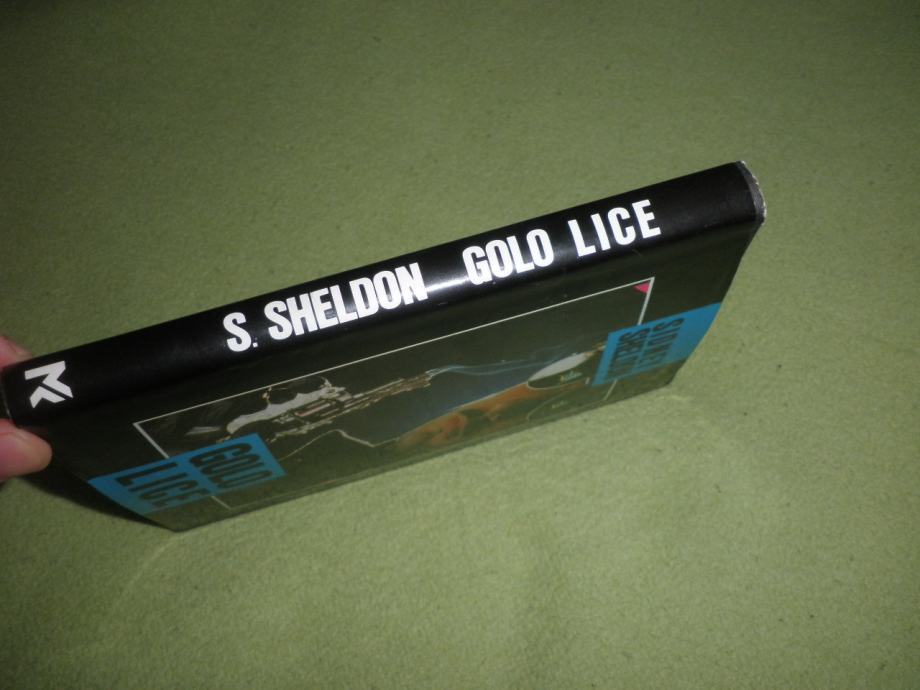 S. SHELDON GOLO LICE
MK
SIDNEY
SHELDON
GOLO
LICE